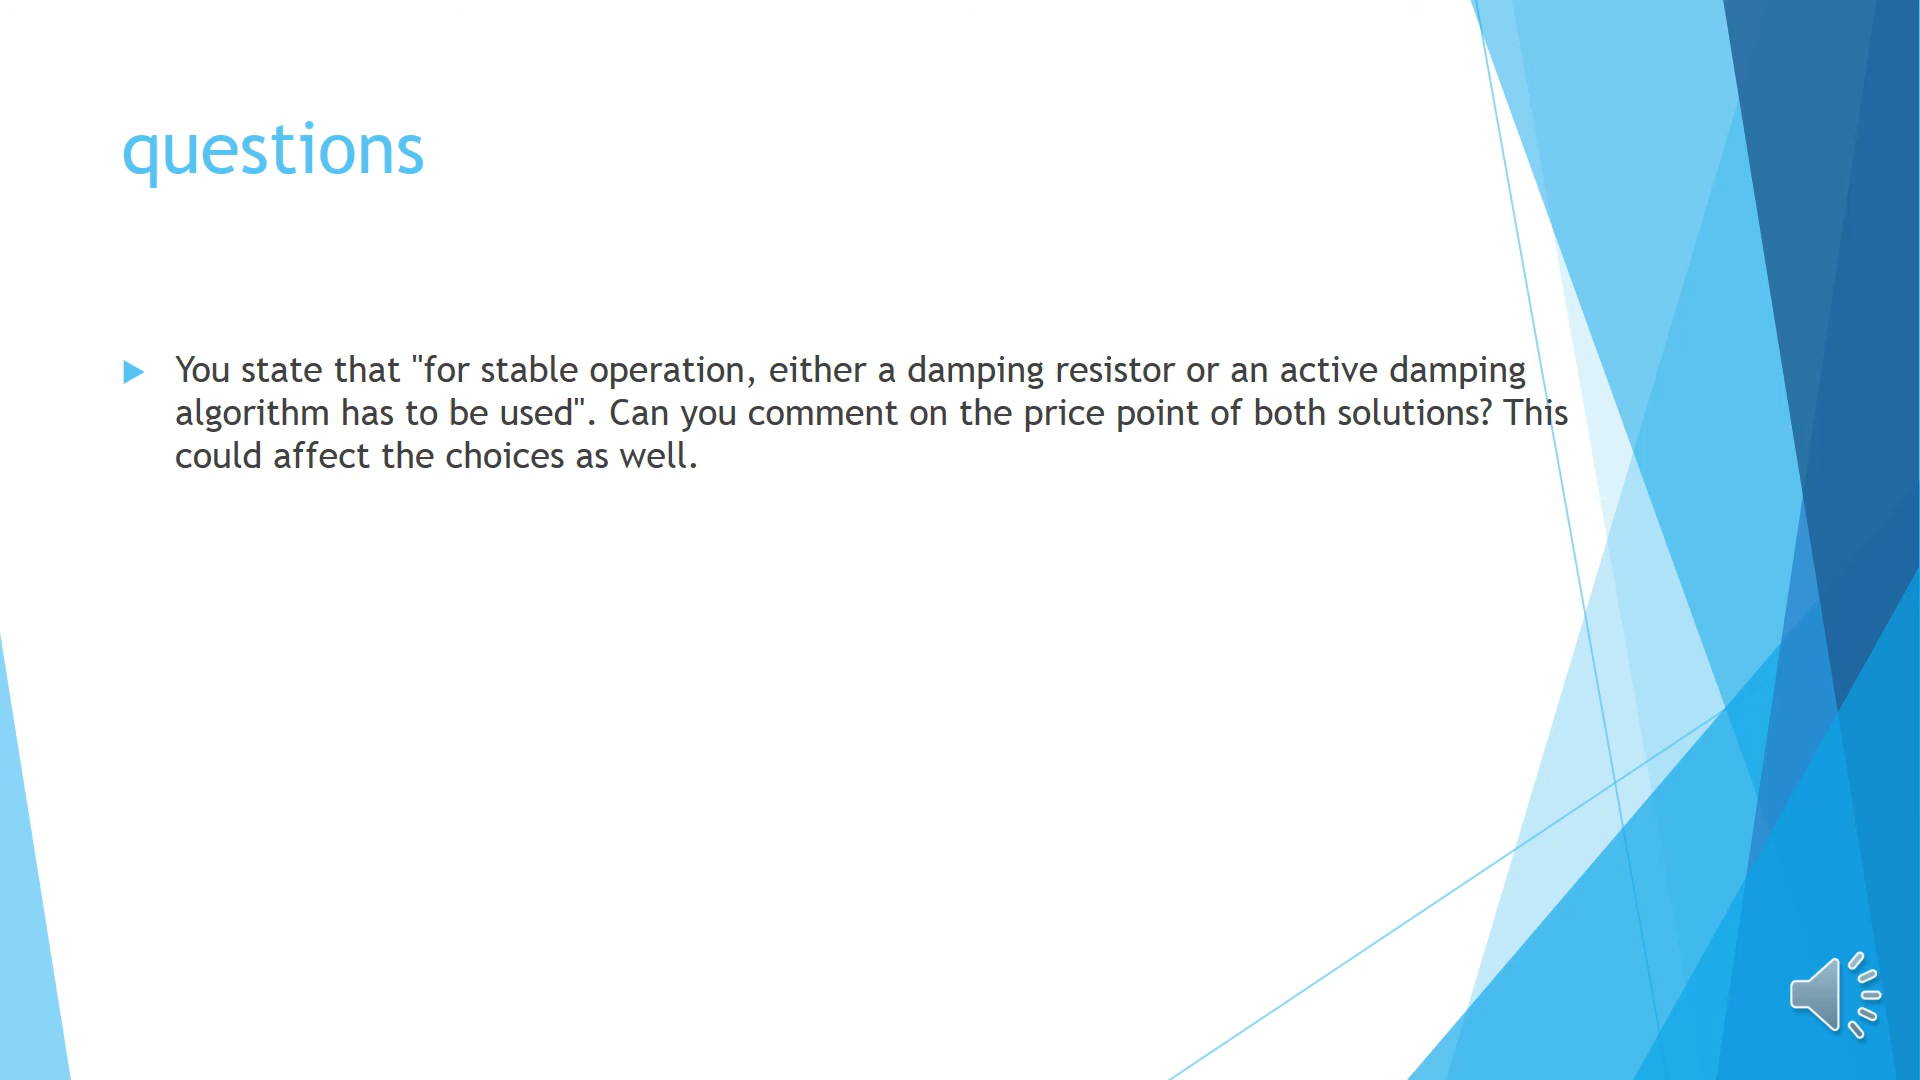 questions
You state that "for stable operation, either a damping resistor or an active damping
algorithm has to be used". Can you comment on the price point of both solutions? This
could affect the choices as well.